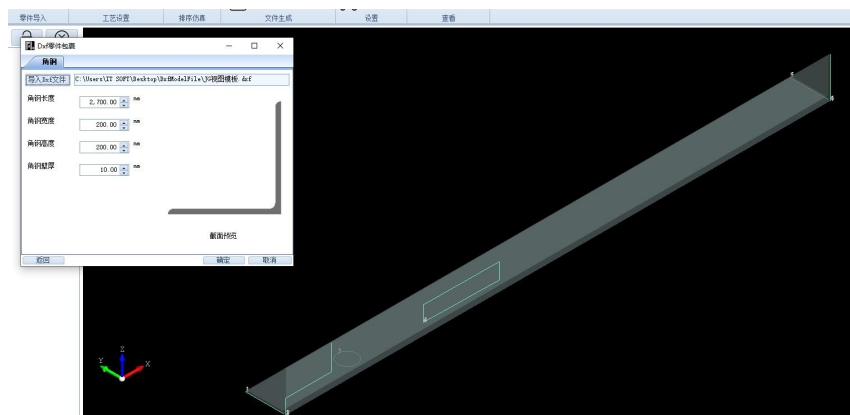 零件导入 工艺设置 排序仿真 文件生成 设置 查看
Dxf零件包裹
角钢
导入Dxf文件 C:\Users\IT SOFT\Desktop\DxfModelFile\JG视图模板.dxf
角钢长度 2,700.00 mm
角钢宽度 200.00 mm
角钢高度 200.00 mm
角钢壁厚 10.00 mm
截面预览
返回 确定 取消
Z
Y X